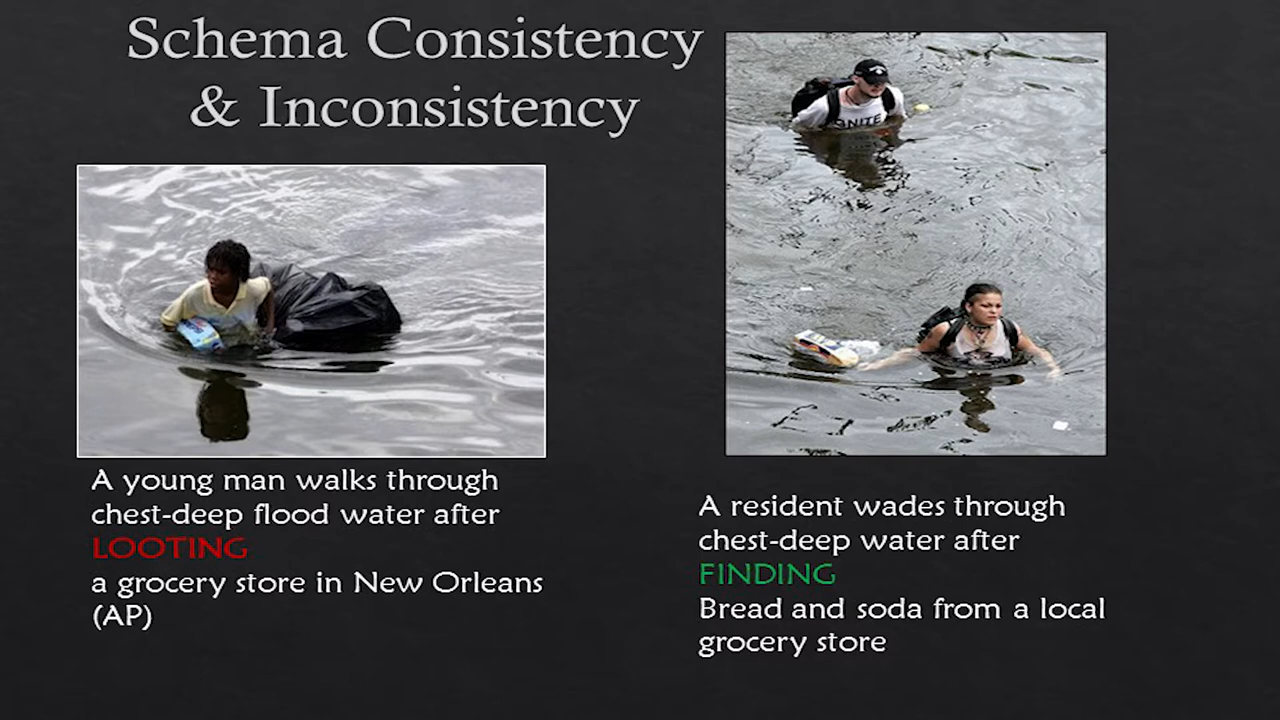 Schema Consistency
& Inconsistency
A young man walks through
chest-deep flood water after
LOOTING
a grocery store in New Orleans
(AP)
A resident wades through
chest-deep water after
FINDING
Bread and soda from a local
grocery store